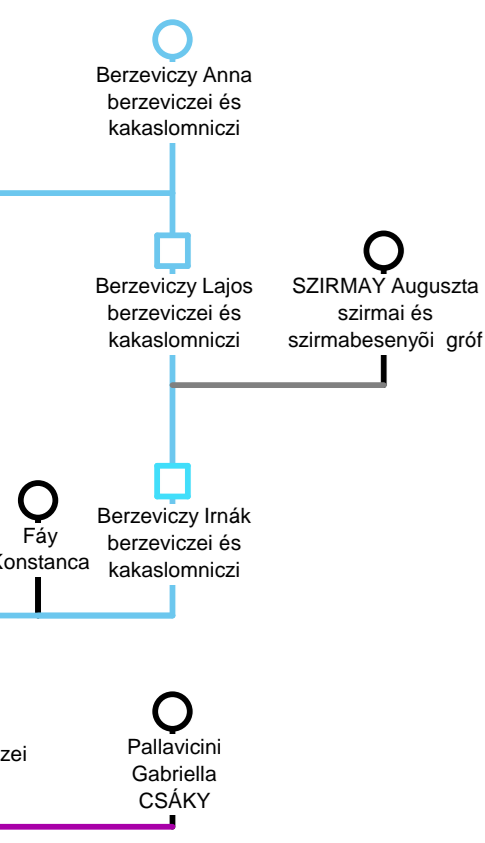 Berzeviczy Anna
berzeviczei és
kakaslomniczi
Berzeviczy Lajos
berzeviczei és
kakaslomniczi
SZIRMAY Auguszta
szirmai és
szirmabesenyõi gróf
Fáy
Konstanca
Berzeviczy Irnák
berzeviczei és
kakaslomniczi
zei
Pallavicini
Gabriella
CSÁKY